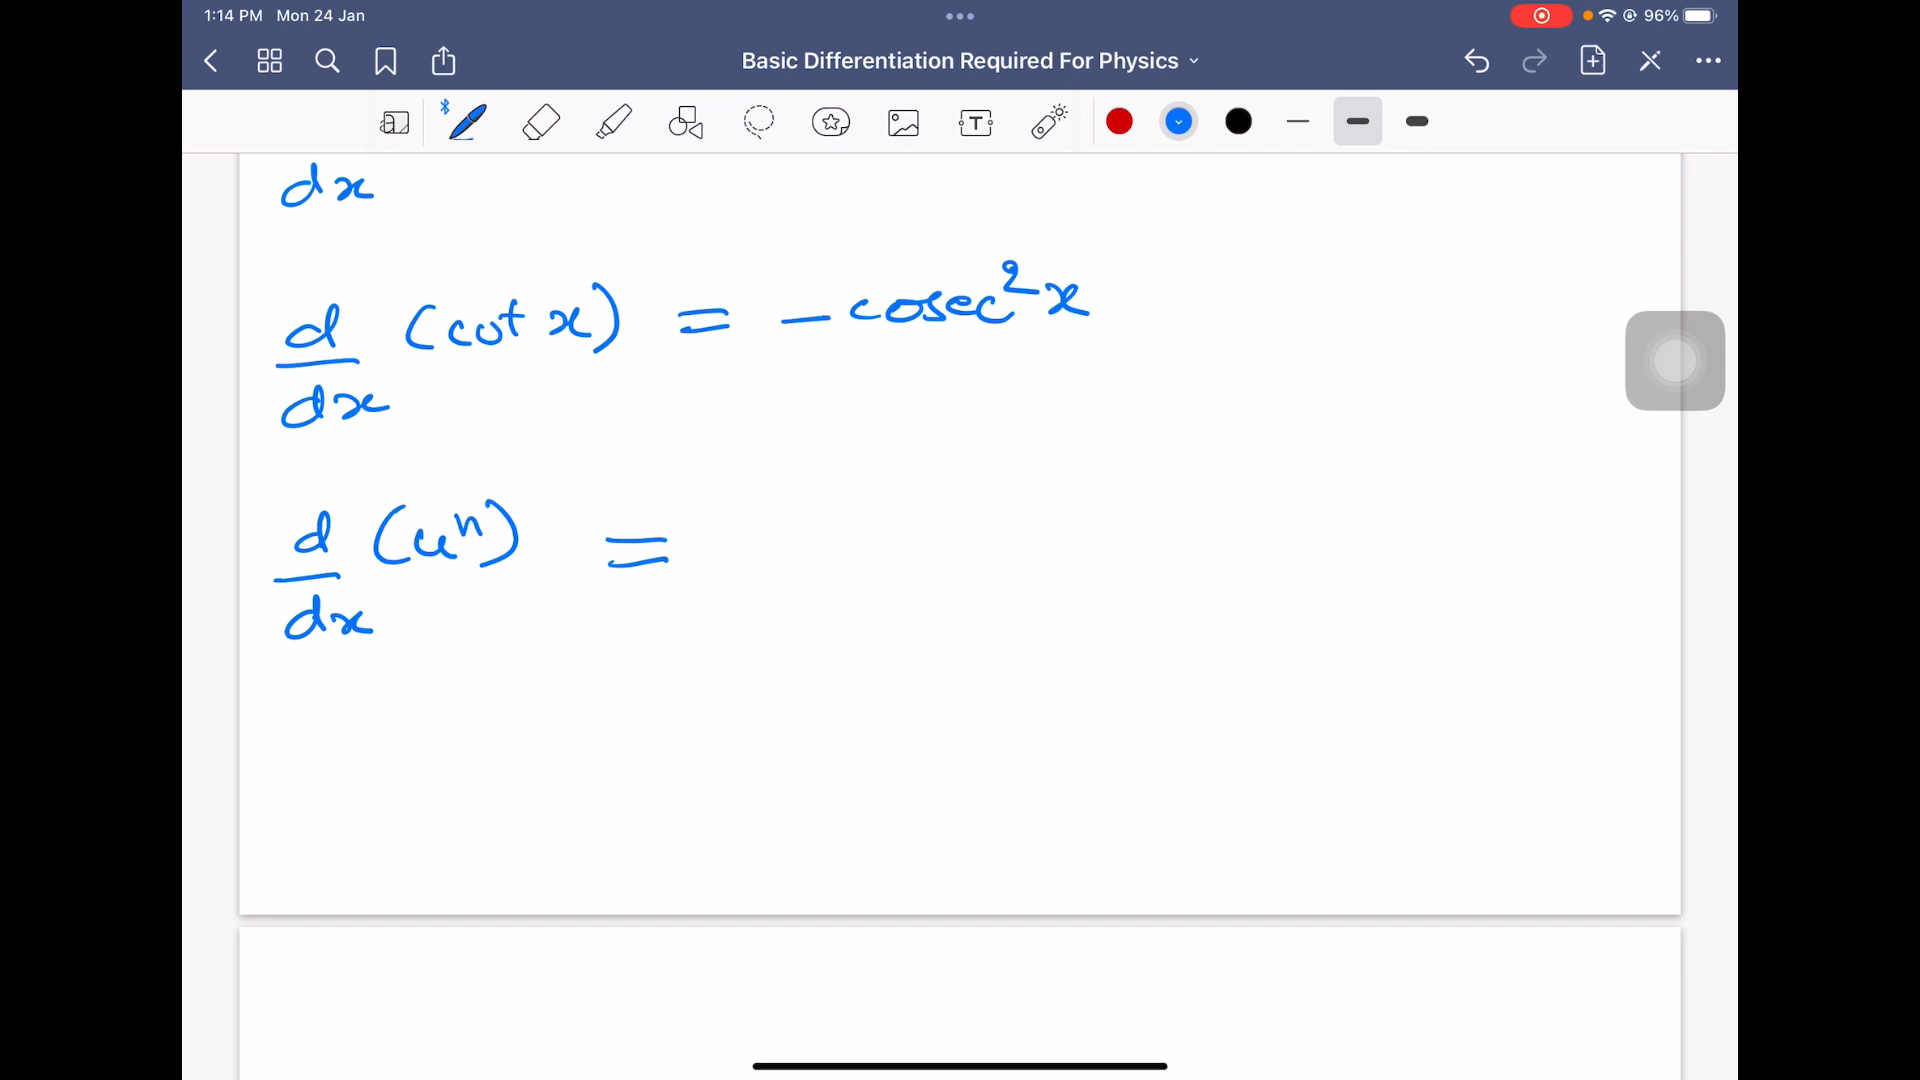 1:14 PM Mon 24 Jan
96%
Basic Differentiation Required For Physics
dx
d/dx (cot x) = - cosec²x
d/dx (uⁿ) =